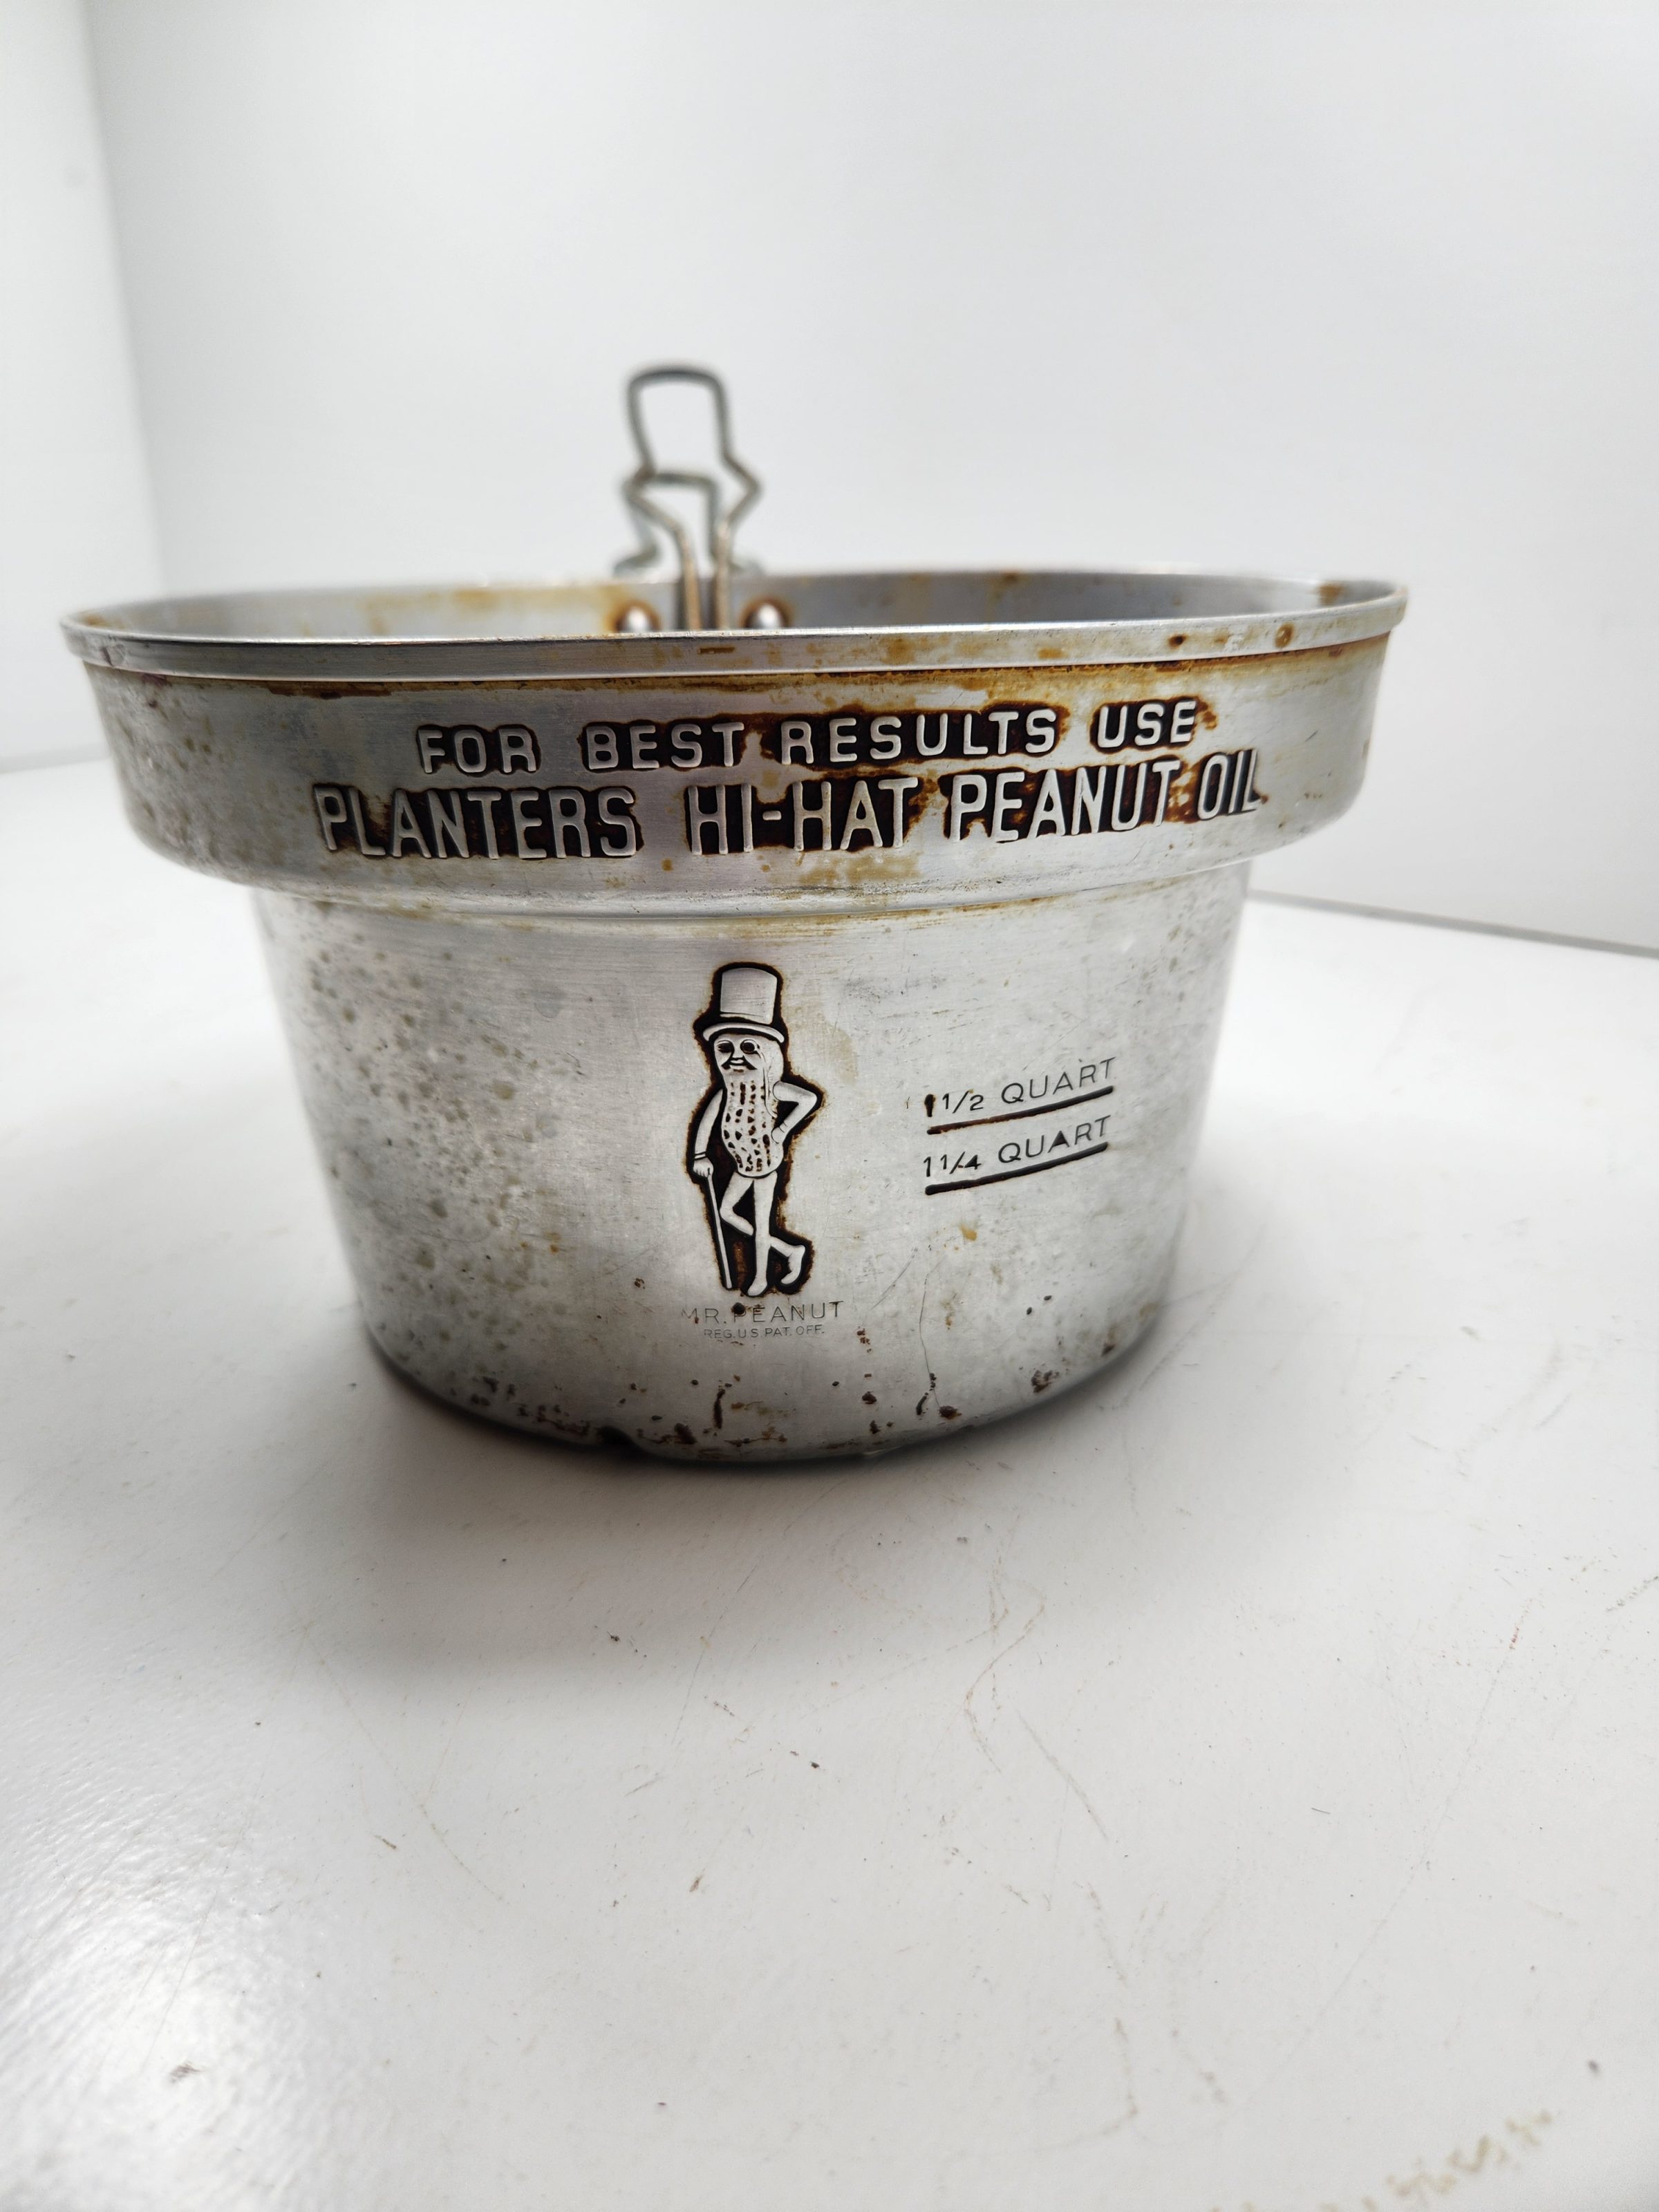 FOR BEST RESULTS USE
PLANTERS HI-HAT PEANUT OIL
1 1/2 QUART
1 1/4 QUART
MR. PEANUT
REG. U S PAT. OFF.